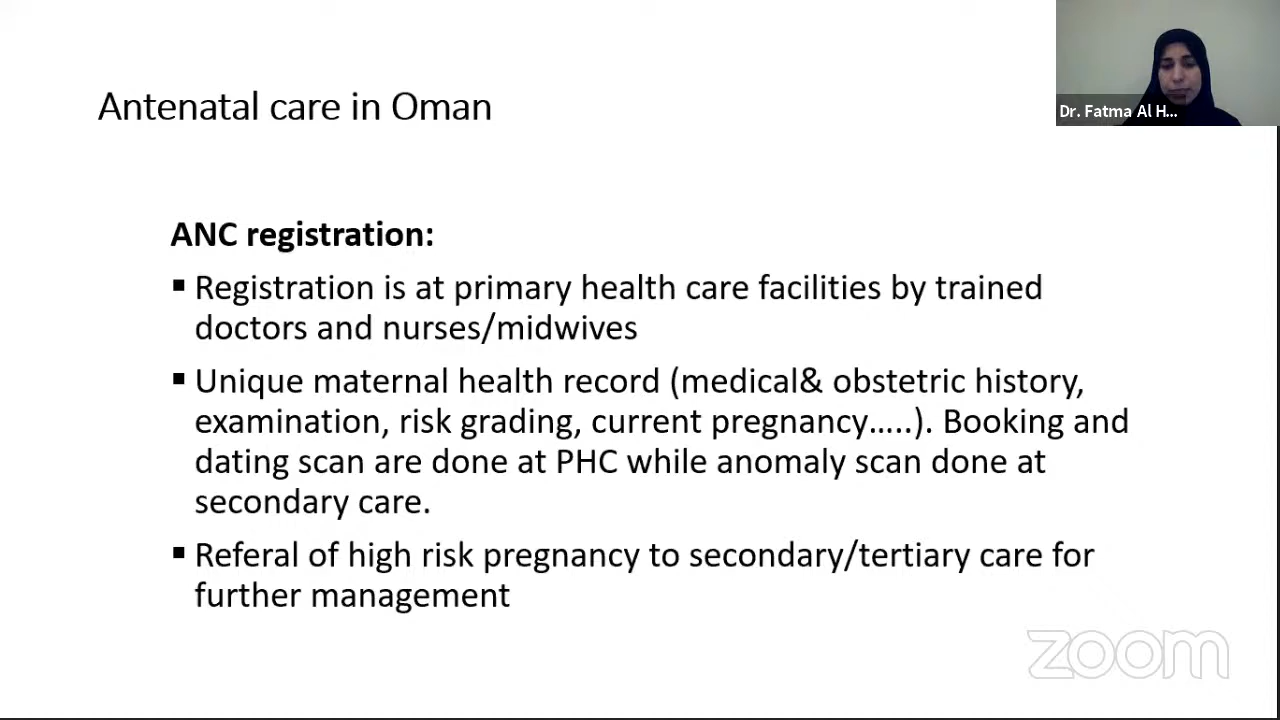 Antenatal care in Oman
Dr. Fatma Al H...
ANC registration:
▪ Registration is at primary health care facilities by trained
doctors and nurses/midwives
▪ Unique maternal health record (medical& obstetric history,
examination, risk grading, current pregnancy…..). Booking and
dating scan are done at PHC while anomaly scan done at
secondary care.
▪ Referal of high risk pregnancy to secondary/tertiary care for
further management
zoom